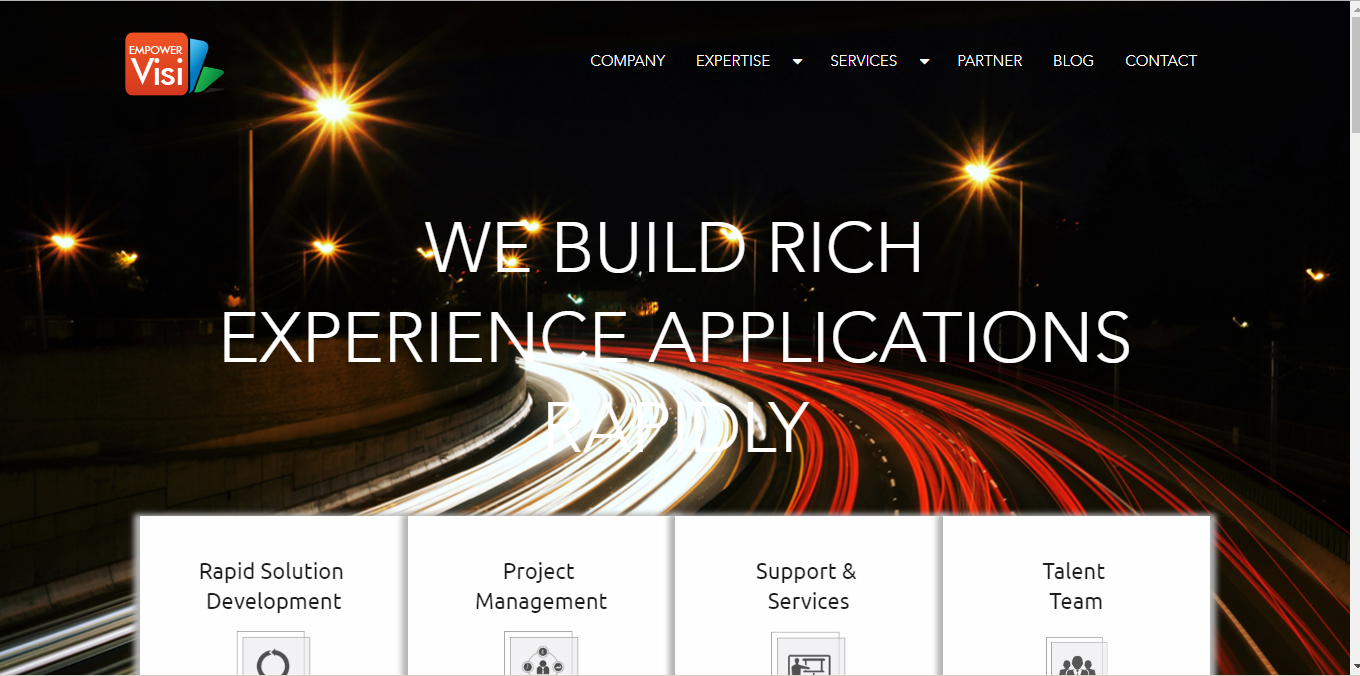 EMPOWER
Visi
COMPANY EXPERTISE SERVICES PARTNER BLOG CONTACT
WE BUILD RICH
EXPERIENCE APPLICATIONS
RAPIDLY
Rapid Solution
Development
Project
Management
Support &
Services
Talent
Team